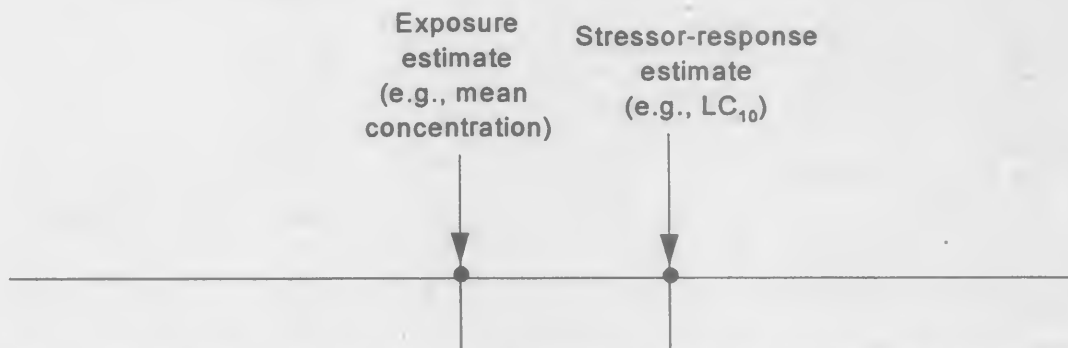 Exposure
estimate
(e.g., mean
concentration)
Stressor-response
estimate
(e.g., LC₁₀)